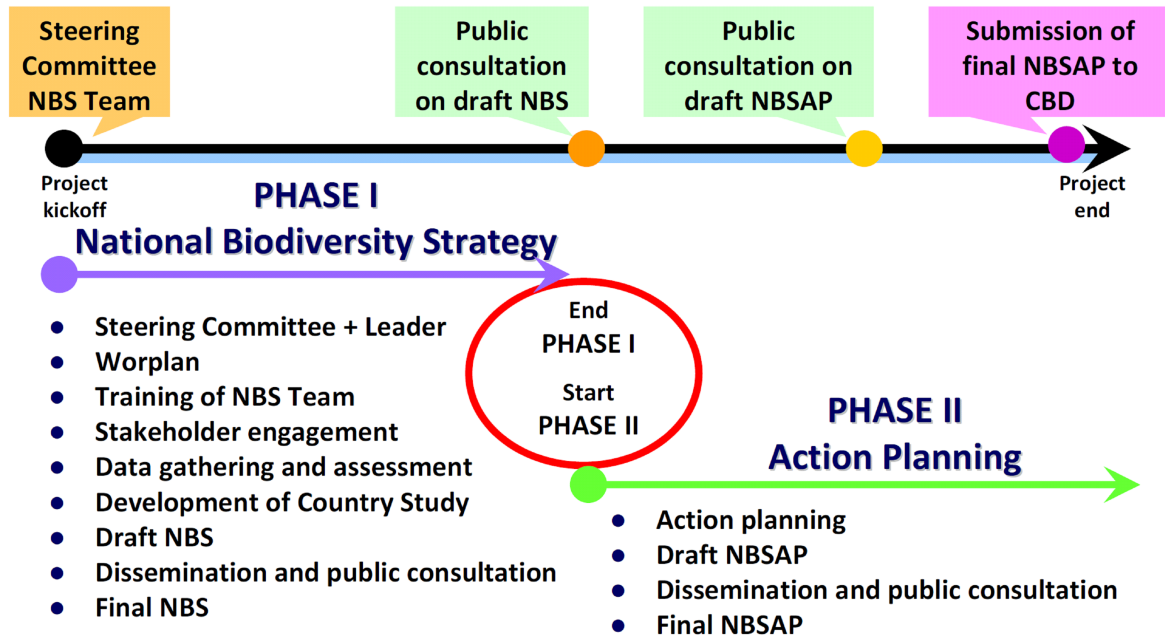 Steering
Committee
NBS Team
Public
consultation
on draft NBS
Public
consultation on
draft NBSAP
Submission of
final NBSAP to
CBD
Project
kickoff
Project
end
PHASE I
National Biodiversity Strategy
• Steering Committee + Leader
• Worplan
• Training of NBS Team
• Stakeholder engagement
• Data gathering and assessment
• Development of Country Study
• Draft NBS
• Dissemination and public consultation
• Final NBS
End
PHASE I
Start
PHASE II
PHASE II
Action Planning
• Action planning
• Draft NBSAP
• Dissemination and public consultation
• Final NBSAP